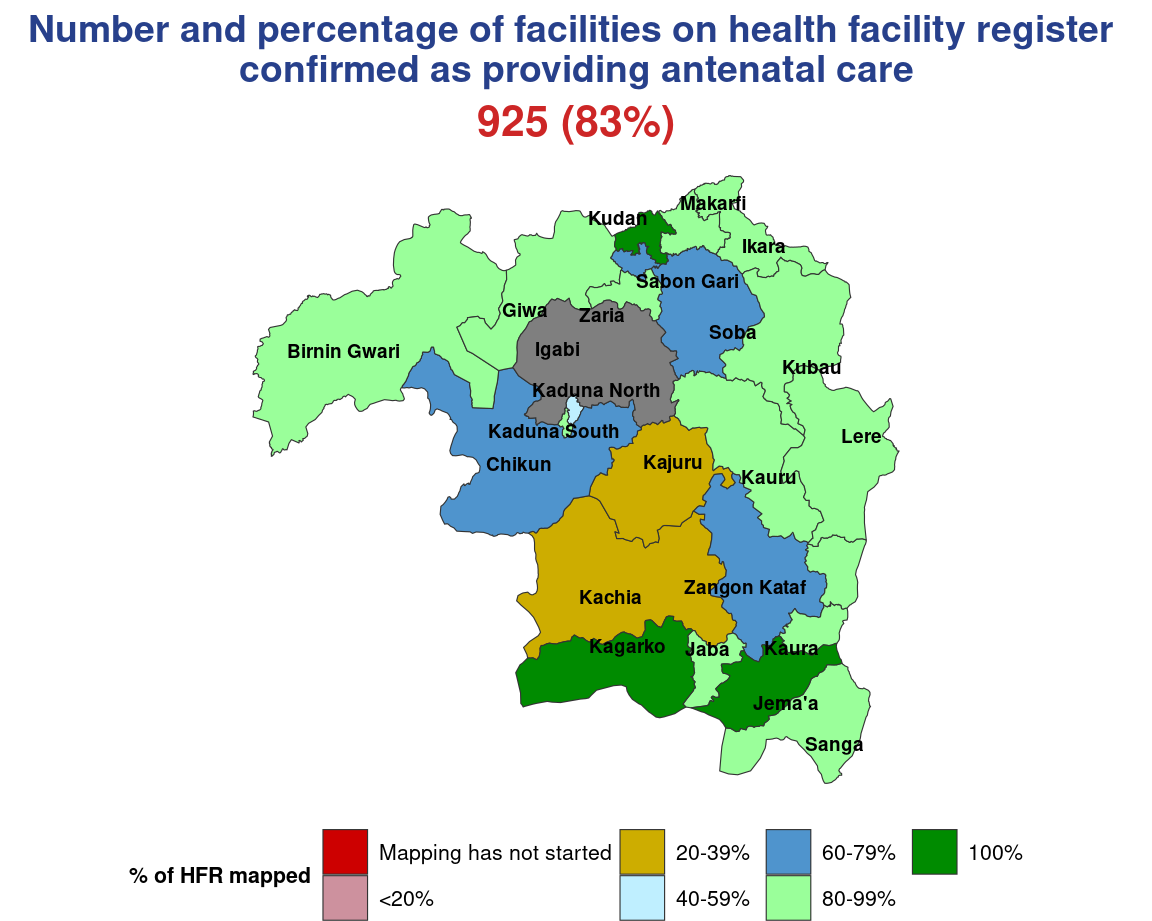 Number and percentage of facilities on health facility register
confirmed as providing antenatal care
925 (83%)
Makarfi
Kudan
Ikara
Sabon Gari
Giwa
Zaria
Soba
Igabi
Birnin Gwari
Kubau
Kaduna North
Kaduna South
Lere
Chikun
Kajuru
Kauru
Zangon Kataf
Kachia
Kagarko
Jaba
Kaura
Jema'a
Sanga
% of HFR mapped
Mapping has not started
<20%
20-39%
40-59%
60-79%
80-99%
100%